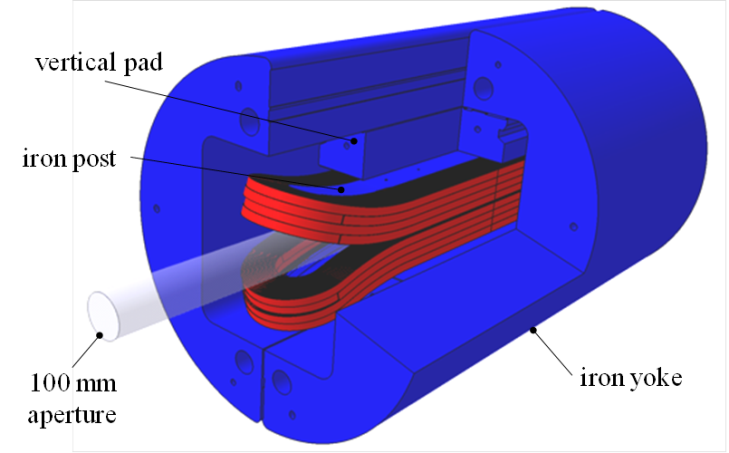 vertical pad
iron post
100 mm
aperture
iron yoke